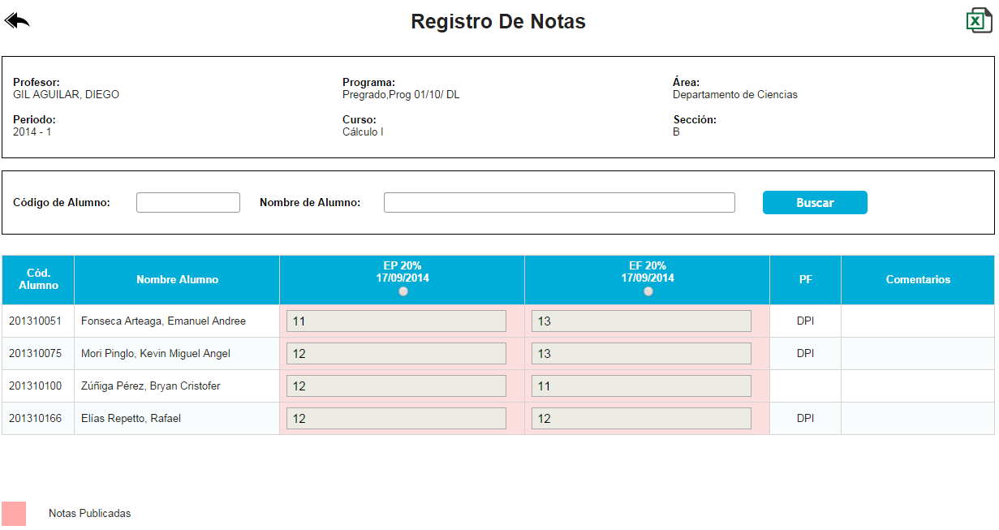 Registro De Notas
X
Profesor:
GIL AGUILAR, DIEGO
Programa:
Pregrado,Prog 01/10/ DL
Área:
Departamento de Ciencias
Periodo:
2014 - 1
Curso:
Cálculo I
Sección:
B
Código de Alumno:
Nombre de Alumno:
Buscar
Cód.
Alumno
Nombre Alumno
EP 20%
17/09/2014
EF 20%
17/09/2014
PF
Comentarios
201310051 Fonseca Arteaga, Emanuel Andree 11 13 DPI
201310075 Mori Pinglo, Kevin Miguel Angel 12 13 DPI
201310100 Zúñiga Pérez, Bryan Cristofer 12 11
201310166 Elías Repetto, Rafael 12 12 DPI
Notas Publicadas